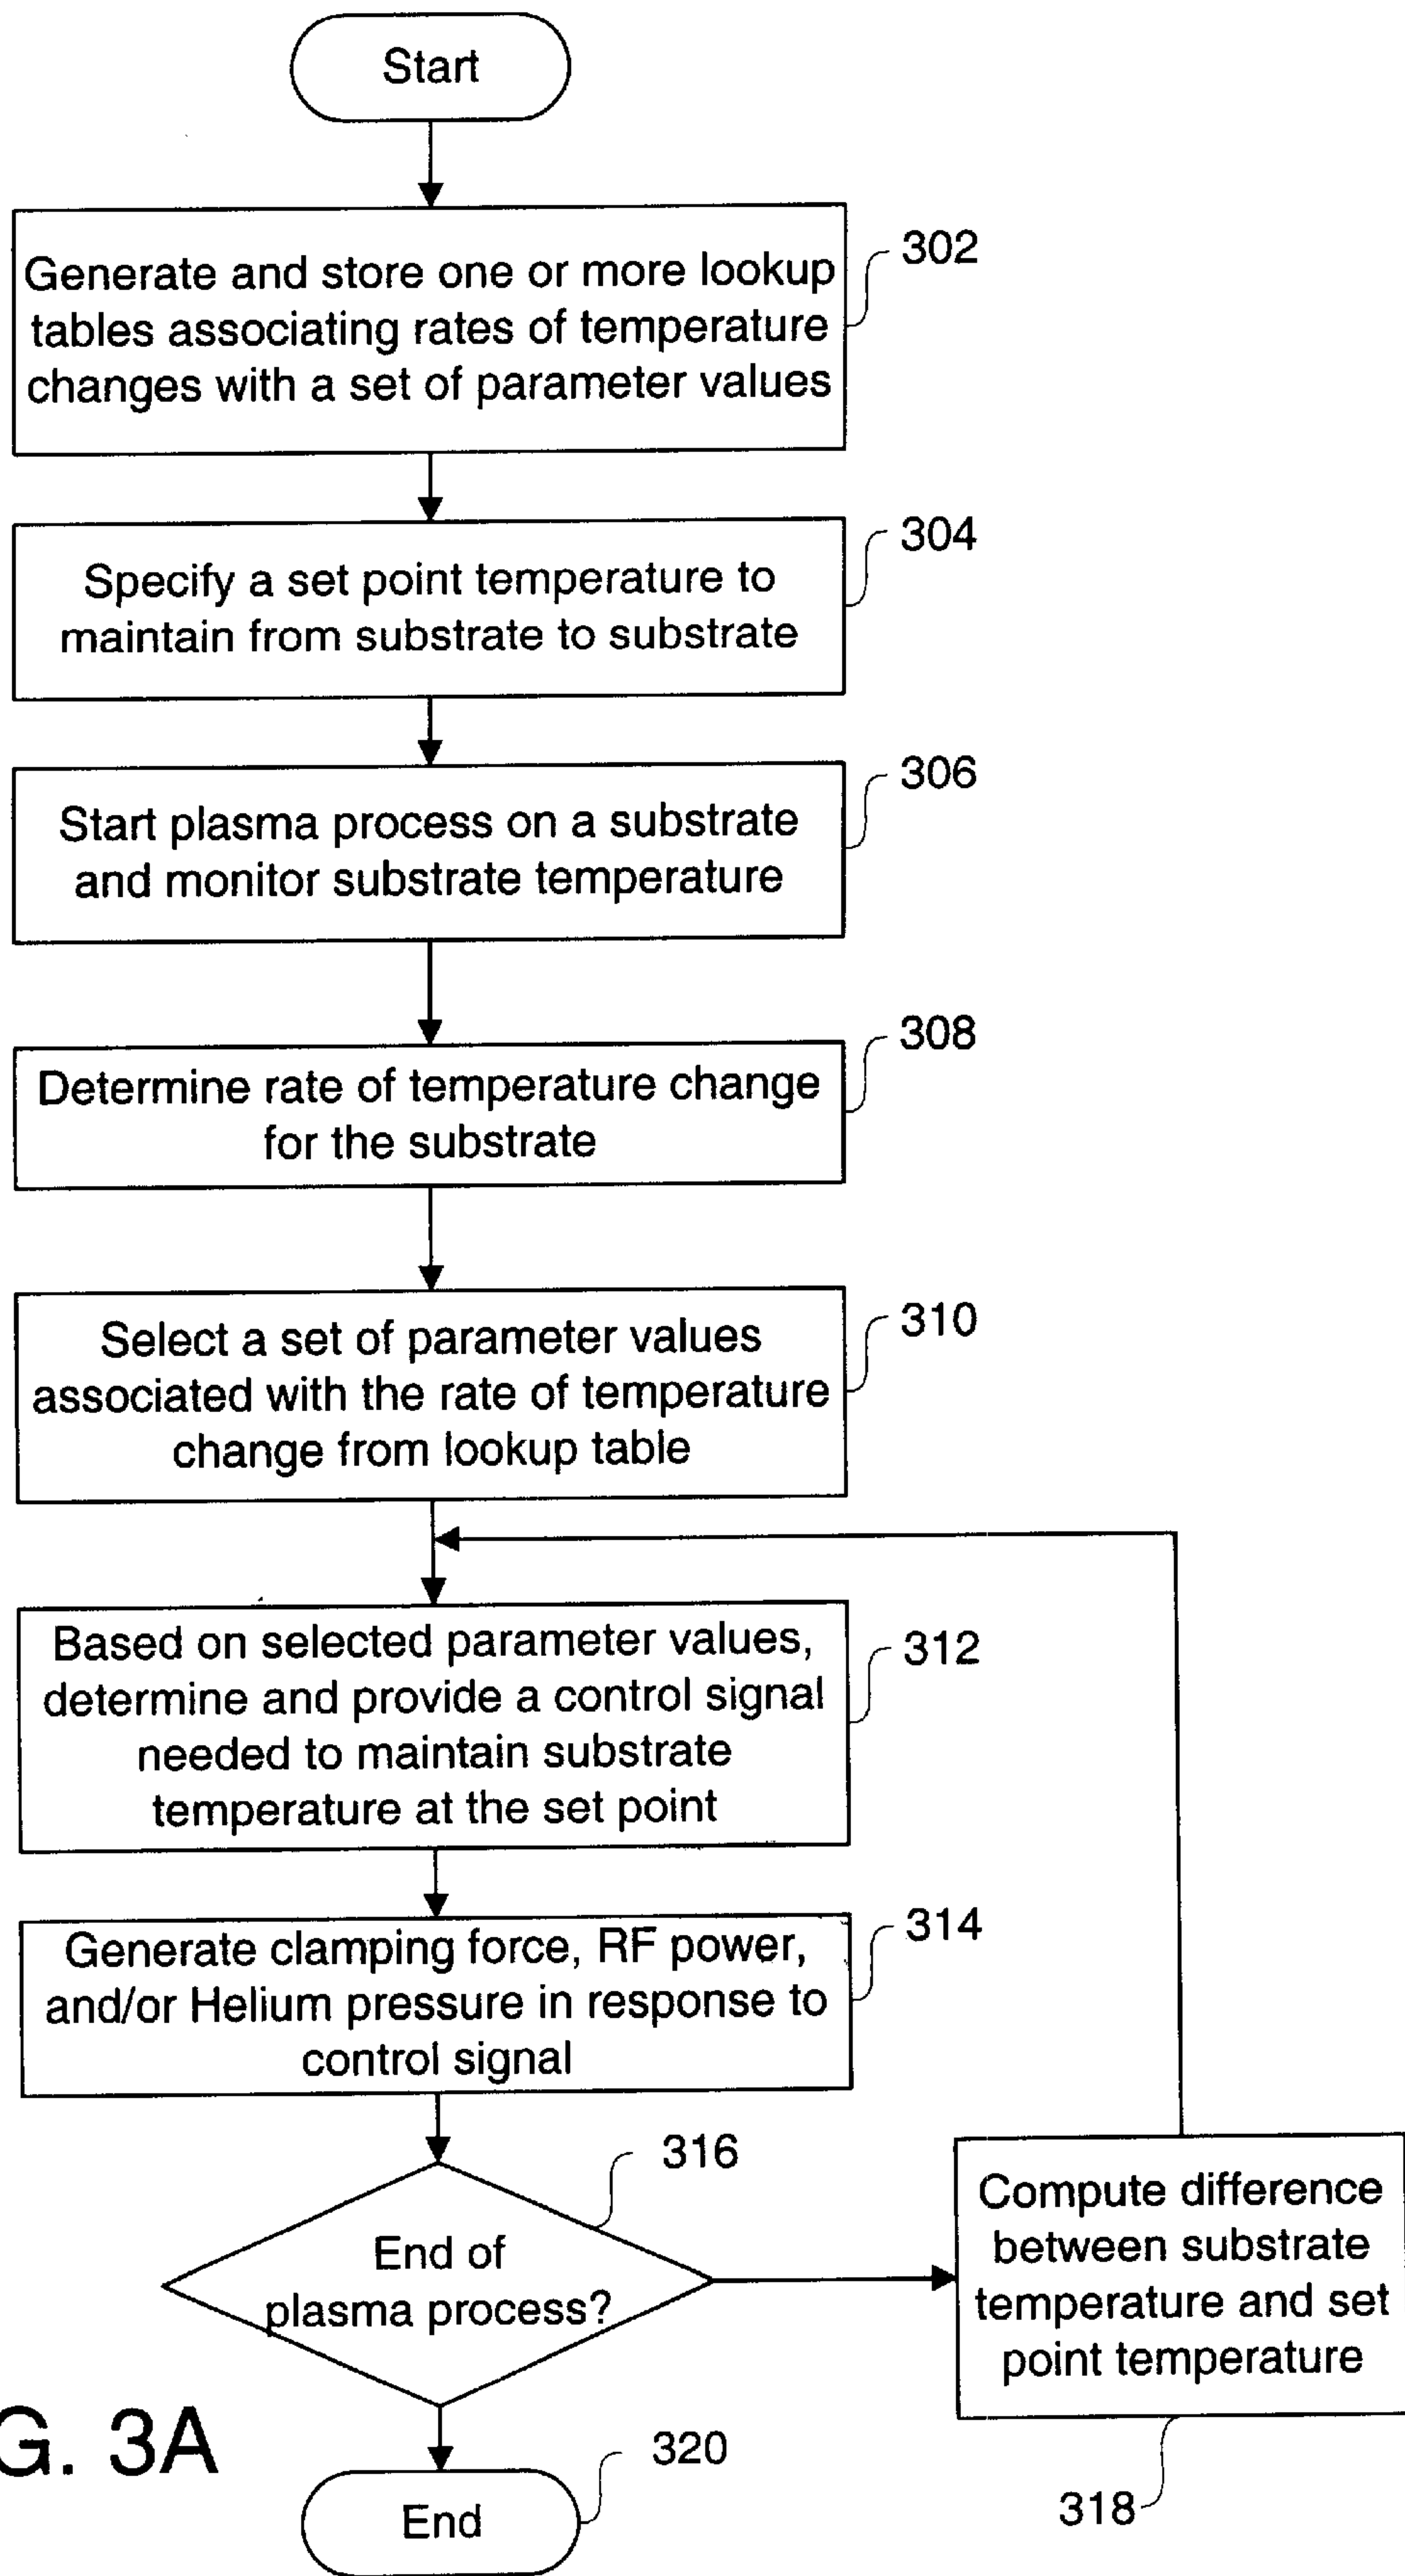 Start
302
Generate and store one or more lookup
tables associating rates of temperature
changes with a set of parameter values
304
Specify a set point temperature to
maintain from substrate to substrate
306
Start plasma process on a substrate
and monitor substrate temperature
308
Determine rate of temperature change
for the substrate
310
Select a set of parameter values
associated with the rate of temperature
change from lookup table
312
Based on selected parameter values,
determine and provide a control signal
needed to maintain substrate
temperature at the set point
314
Generate clamping force, RF power,
and/or Helium pressure in response to
control signal
316
End of
plasma process?
Compute difference
between substrate
temperature and set
point temperature
318
320
End
G. 3A